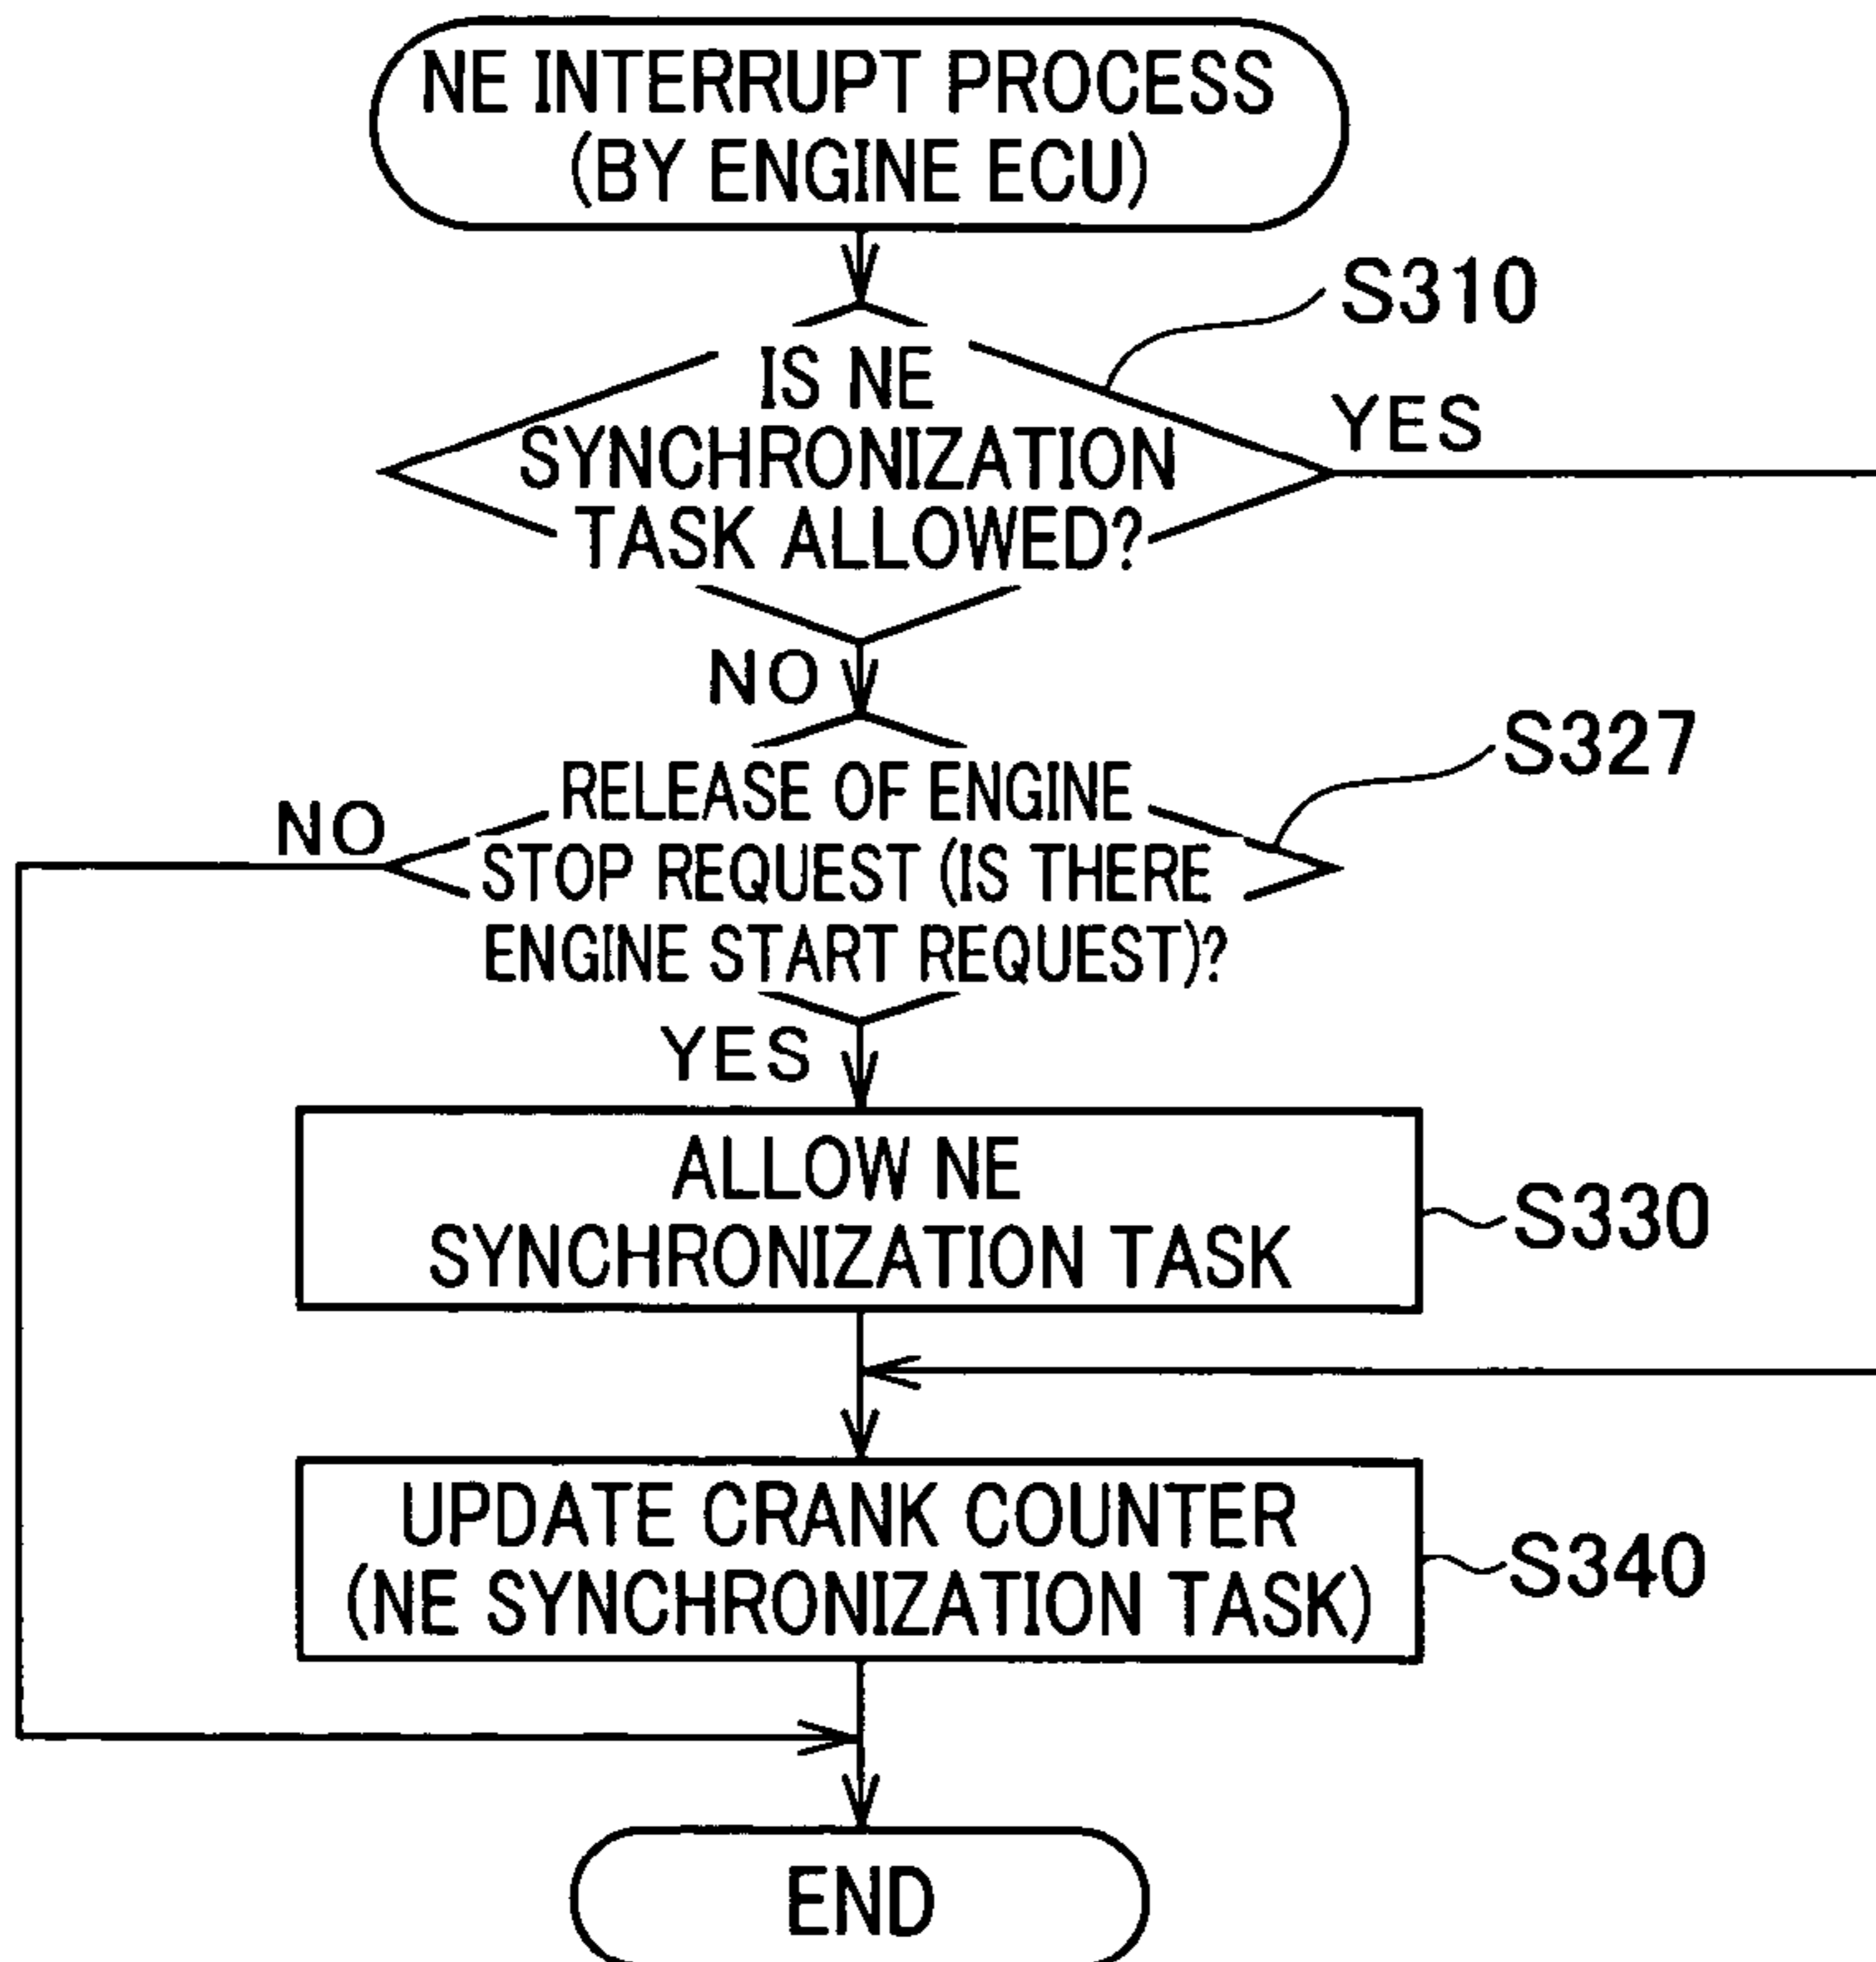 NE INTERRUPT PROCESS
(BY ENGINE ECU)
S310
IS NE
SYNCHRONIZATION
TASK ALLOWED?
YES
NO
S327
RELEASE OF ENGINE
STOP REQUEST (IS THERE
ENGINE START REQUEST)?
NO
YES
ALLOW NE
SYNCHRONIZATION TASK
S330
UPDATE CRANK COUNTER
(NE SYNCHRONIZATION TASK)
S340
END